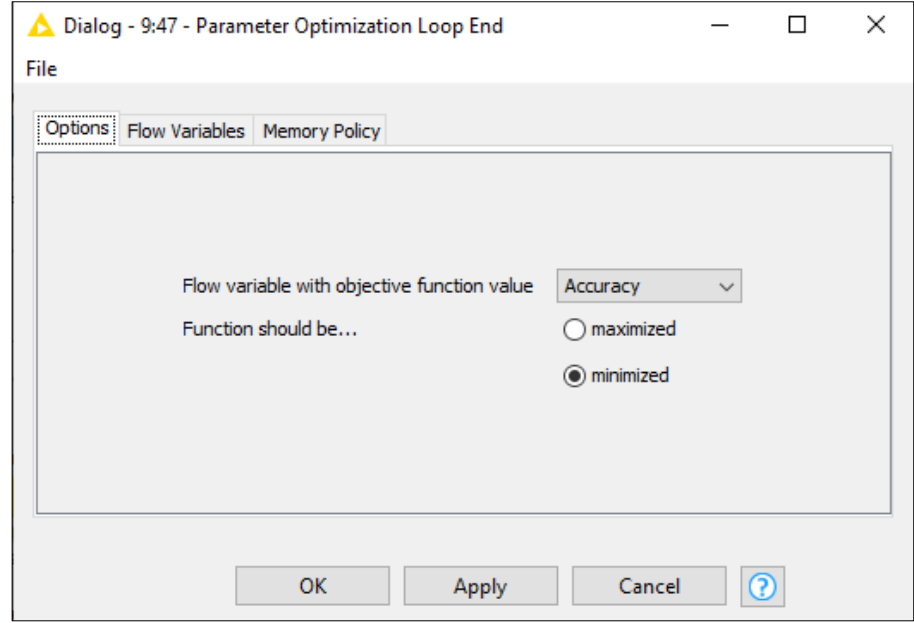 Dialog - 9:47 - Parameter Optimization Loop End
File
Options Flow Variables Memory Policy
Flow variable with objective function value Accuracy
Function should be... maximized
minimized
OK Apply Cancel ?